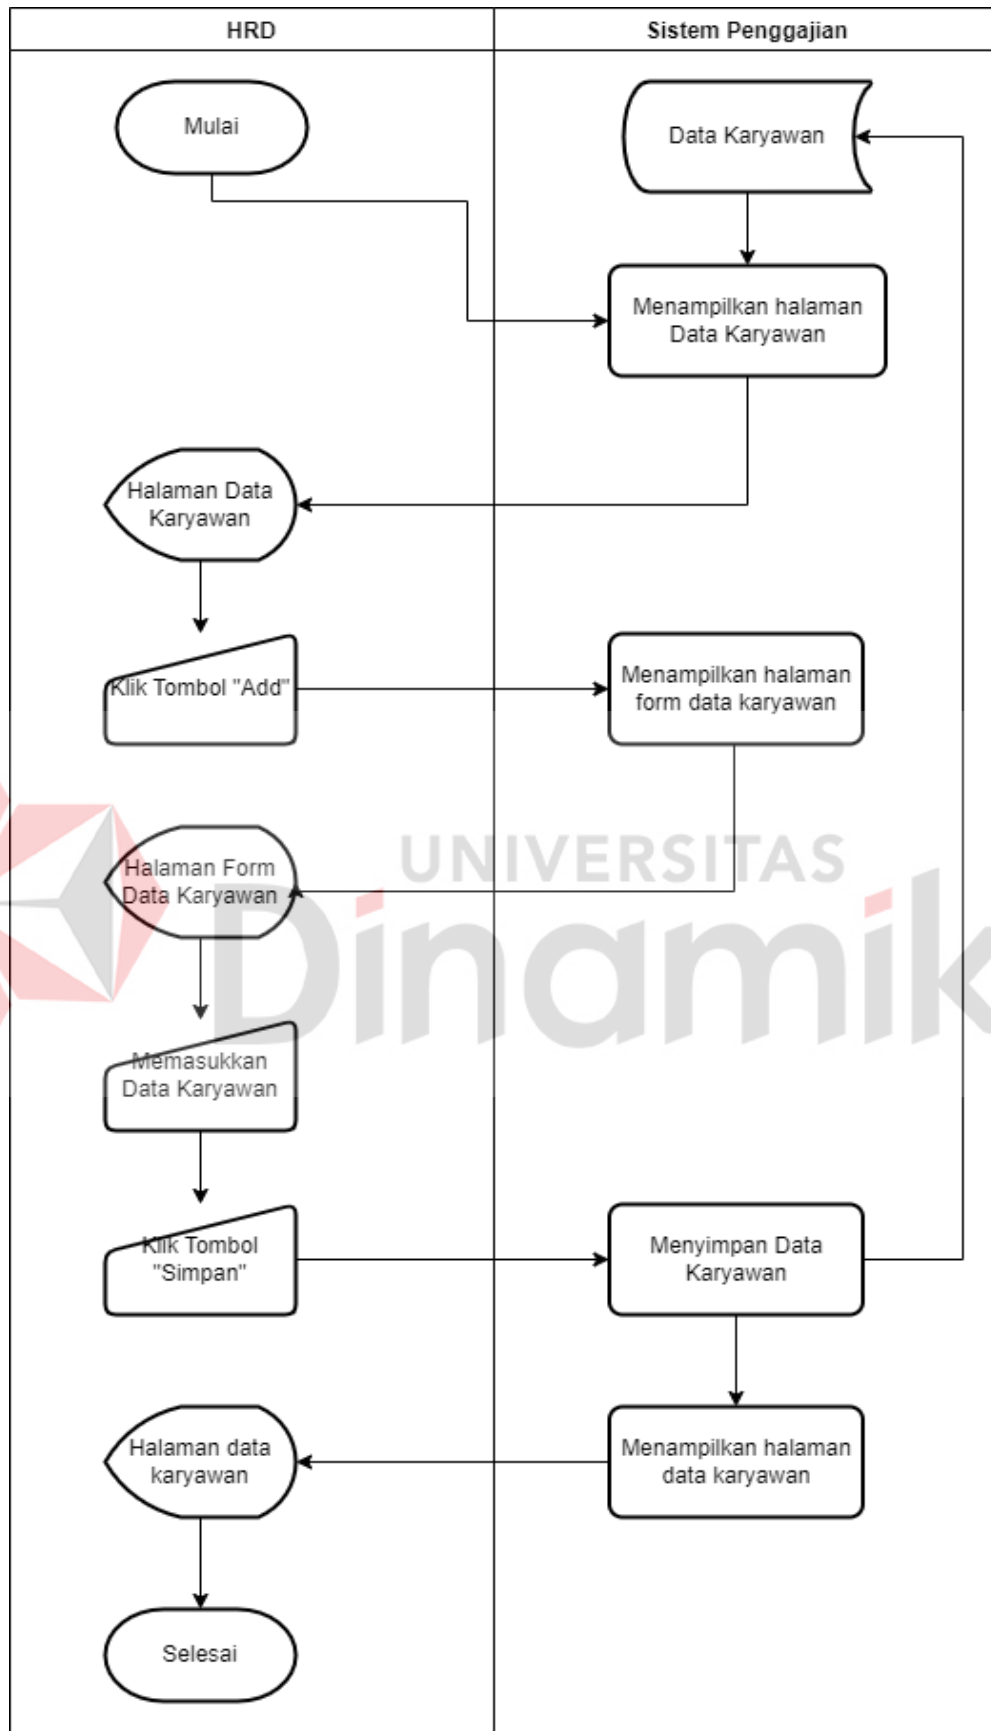 HRD
Sistem Penggajian
Mulai
Data Karyawan
Menampilkan halaman
Data Karyawan
Halaman Data
Karyawan
Klik Tombol "Add"
Menampilkan halaman
form data karyawan
Halaman Form
Data Karyawan
UNIVERSITAS
Dinamika
Memasukkan
Data Karyawan
Klik Tombol
"Simpan"
Menyimpan Data
Karyawan
Halaman data
karyawan
Menampilkan halaman
data karyawan
Selesai